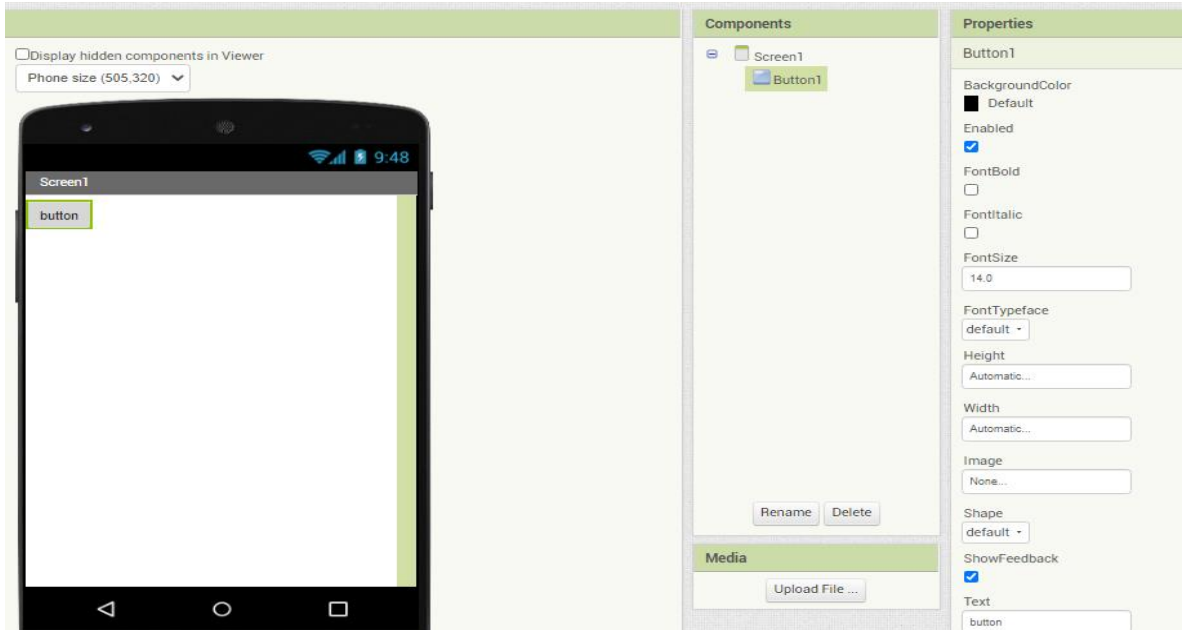 Display hidden components in Viewer
Phone size (505,320)
9:48
Screen1
button
Components
Screen1
Button1
Rename
Delete
Media
Upload File ...
Properties
Button1
BackgroundColor
Default
Enabled
FontBold
FontItalic
FontSize
14.0
FontTypeface
default
Height
Automatic...
Width
Automatic...
Image
None...
Shape
default
ShowFeedback
Text
button